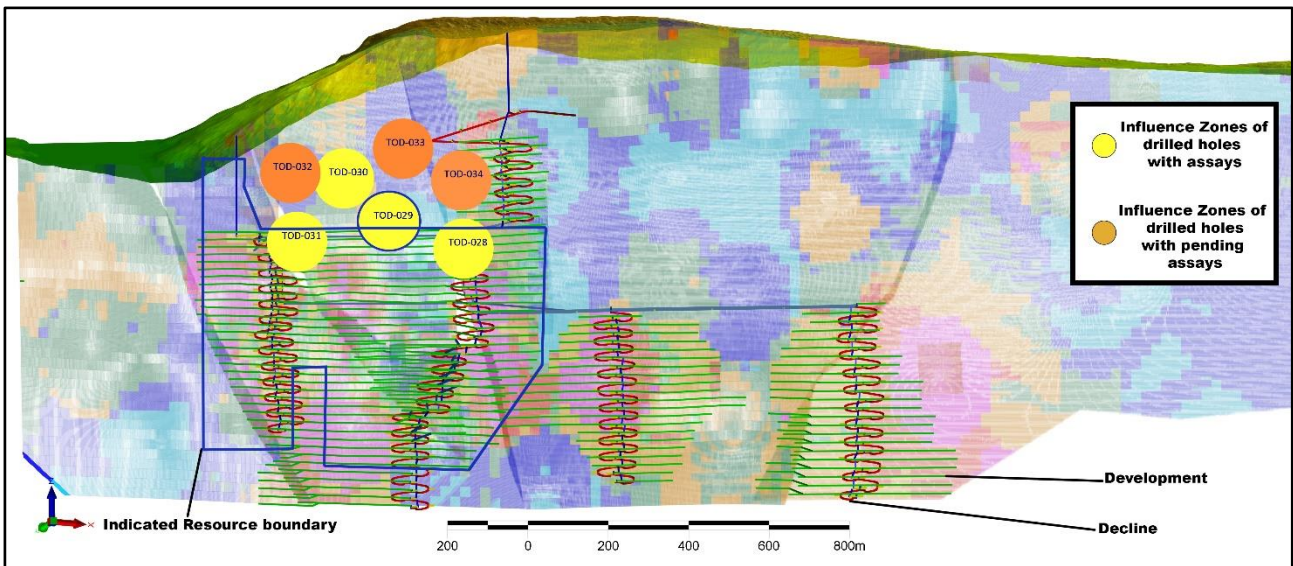 Influence Zones of
drilled holes
with assays
Influence Zones of
drilled holes
with pending
assays
TOD-033
TOD-032
TOD-030
TOD-034
TOD-029
TOD-031
TOD-028
Development
Decline
Indicated Resource boundary
200 0 200 400 600 800m